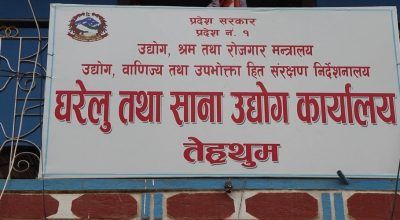 प्रदेश सरकार
प्रदेश नं. १
उद्योग, श्रम तथा रोजगार मन्त्रालय
उद्योग, वाणिज्य तथा उपभोक्ता हित संरक्षण निर्देशनालय
घरेलु तथा साना उद्योग कार्यालय
तेह्रथुम